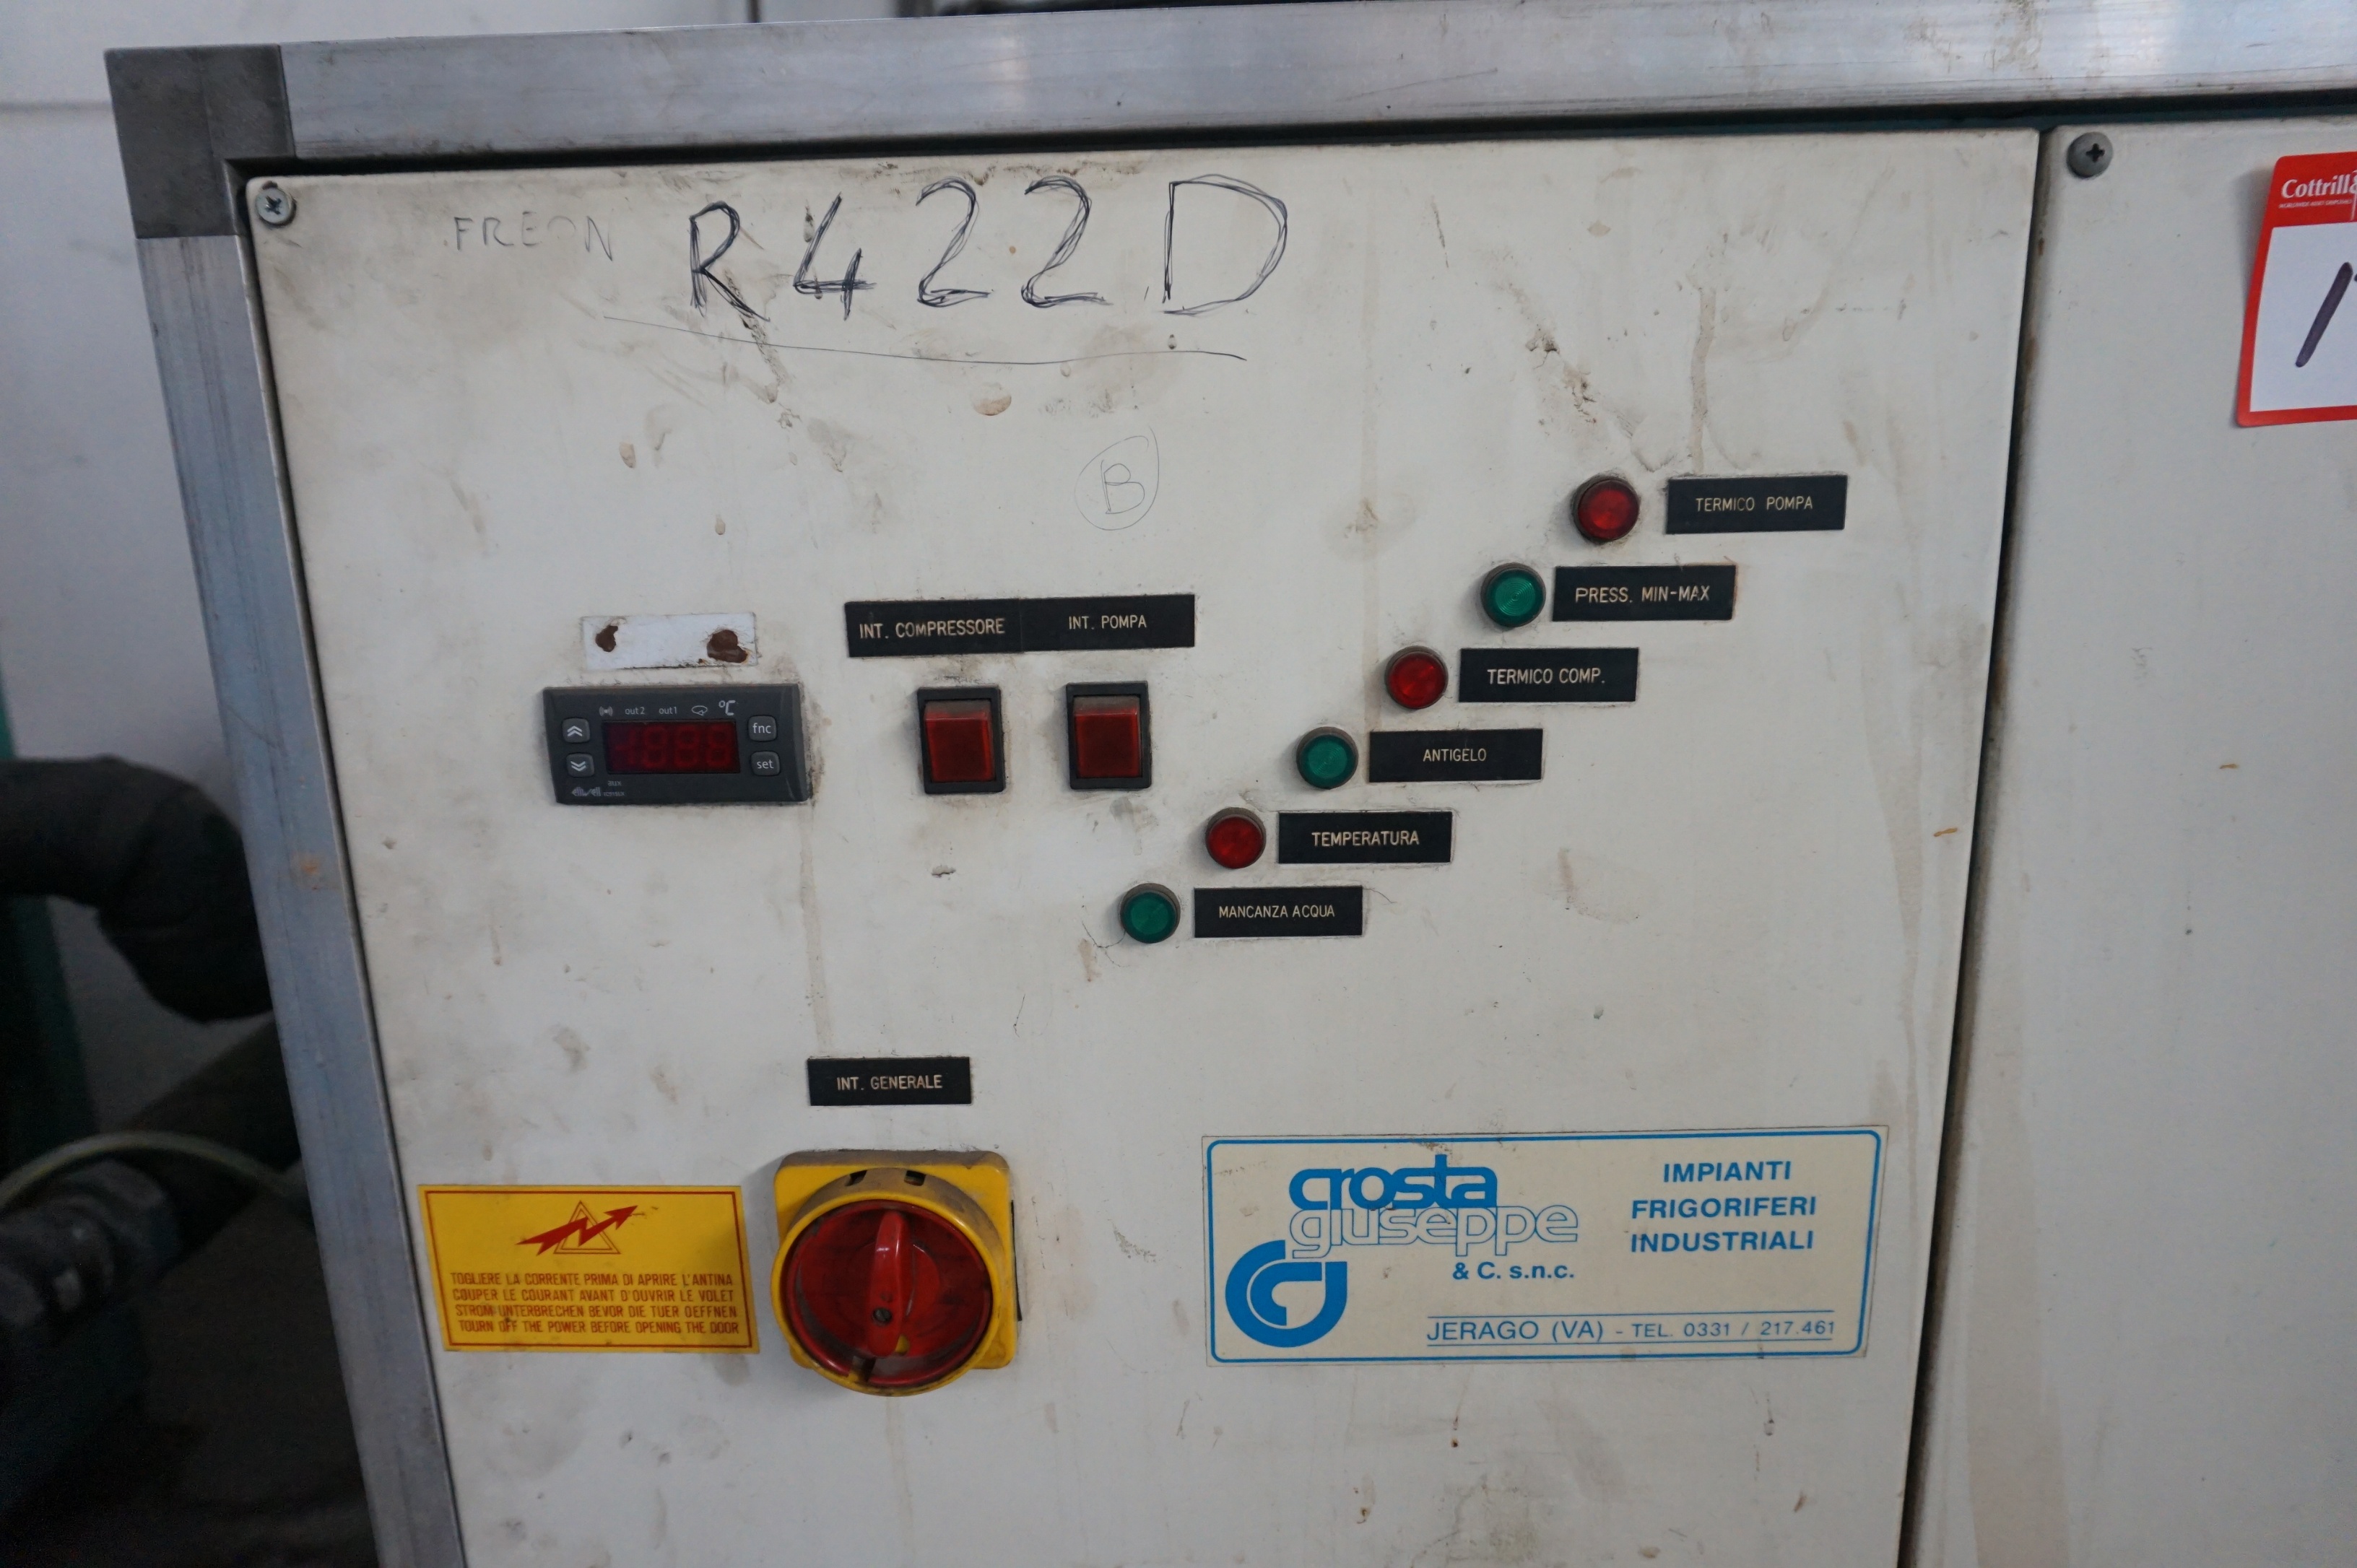 FREON R422D
Cottrill&
B
TERMICO POMPA
PRESS. MIN-MAX
INT. COMPRESSORE INT. POMPA
TERMICO COMP.
out2 out1 °C
fnc
set
ANTIGELO
TEMPERATURA
MANCANZA ACQUA
INT. GENERALE
TOGLIERE LA CORRENTE PRIMA DI APRIRE L'ANTINA
COUPER LE COURANT AVANT D'OUVRIR LE VOLET
STROM UNTERBRECHEN BEVOR DIE TUER OEFFNEN
TOURN OFF THE POWER BEFORE OPENING THE DOOR
crosta
giuseppe
& C. s.n.c.
IMPIANTI
FRIGORIFERI
INDUSTRIALI
JERAGO (VA) - TEL. 0331 / 217.461